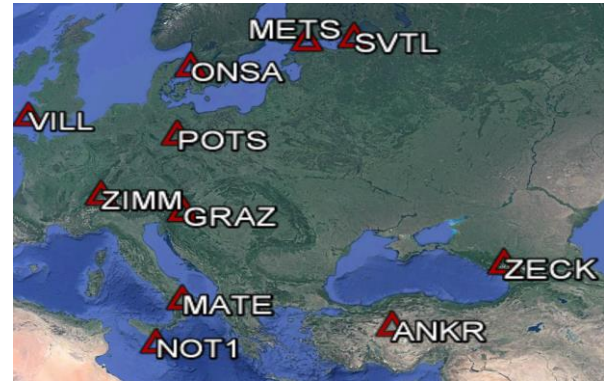 METS
SVTL
ONSA
VILL
POTS
ZIMM
GRAZ
ZECK
MATE
ANKR
NOT1